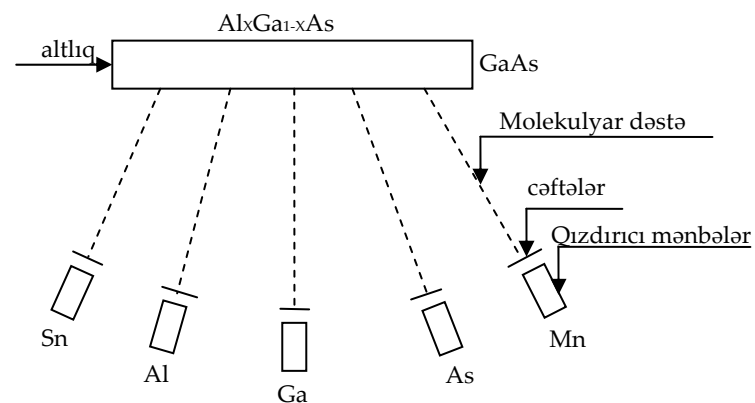 AlxGa1-xAs
altlıq
GaAs
Molekulyar dəstə
cəftələr
Qızdırıcı mənbələr
Sn
Al
Ga
As
Mn